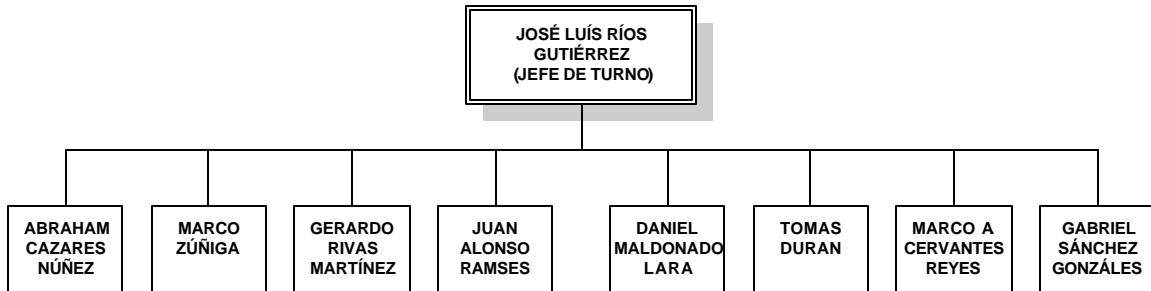 JOSÉ LUÍS RÍOS
GUTIÉRREZ
(JEFE DE TURNO)
ABRAHAM
CAZARES
NÚÑEZ
MARCO
ZÚÑIGA
GERARDO
RIVAS
MARTÍNEZ
JUAN
ALONSO
RAMSES
DANIEL
MALDONADO
LARA
TOMAS
DURAN
MARCO A
CERVANTES
REYES
GABRIEL
SÁNCHEZ
GONZÁLES